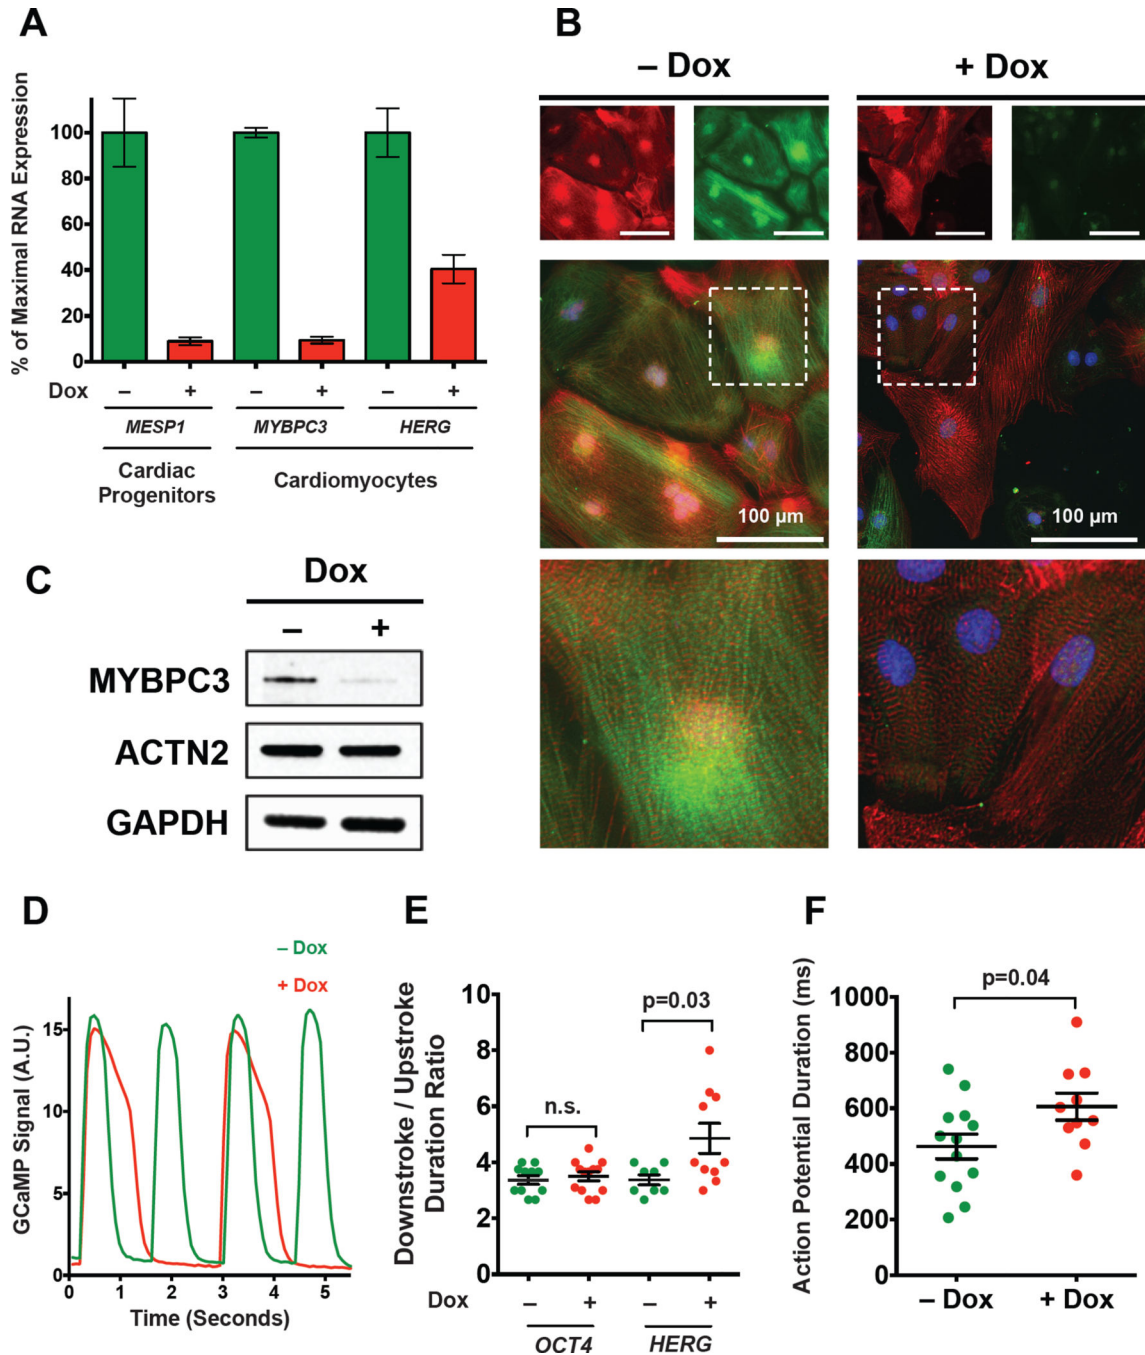 A
% of Maximal RNA Expression
100
80
60
40
20
0
Dox
– + – + – +
MESP1 MYBPC3 HERG
Cardiac
Progenitors
Cardiomyocytes
B
– Dox + Dox
100 µm 100 µm
C
Dox
– +
MYBPC3
ACTN2
GAPDH
D
– Dox
+ Dox
GCaMP Signal (A.U.)
15
10
5
0
0 1 2 3 4 5
Time (Seconds)
E
Downstroke / Upstroke
Duration Ratio
10
8
6
4
2
0
n.s.
p=0.03
Dox – + – +
OCT4 HERG
F
Action Potential Duration (ms)
1000
800
600
400
200
0
p=0.04
– Dox + Dox